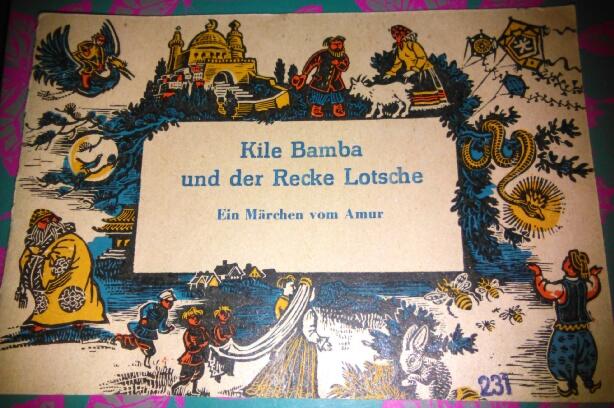 Kile Bamba
und der Recke Lotsche
Ein Märchen vom Amur
231